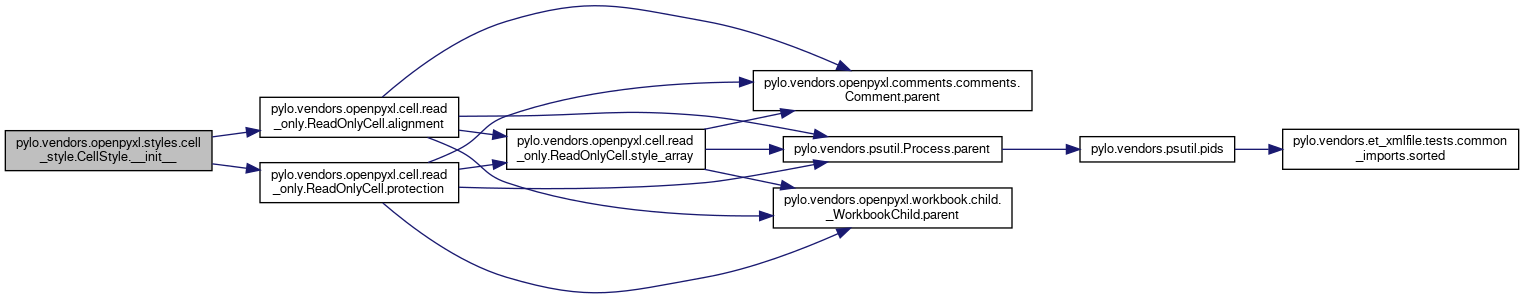 pylo.vendors.openpyxl.styles.cell
_style.CellStyle.__init__
pylo.vendors.openpyxl.cell.read
_only.ReadOnlyCell.alignment
pylo.vendors.openpyxl.cell.read
_only.ReadOnlyCell.protection
pylo.vendors.openpyxl.cell.read
_only.ReadOnlyCell.style_array
pylo.vendors.openpyxl.comments.comments.
Comment.parent
pylo.vendors.psutil.Process.parent
pylo.vendors.openpyxl.workbook.child.
_WorkbookChild.parent
pylo.vendors.psutil.pids
pylo.vendors.et_xmlfile.tests.common
_imports.sorted